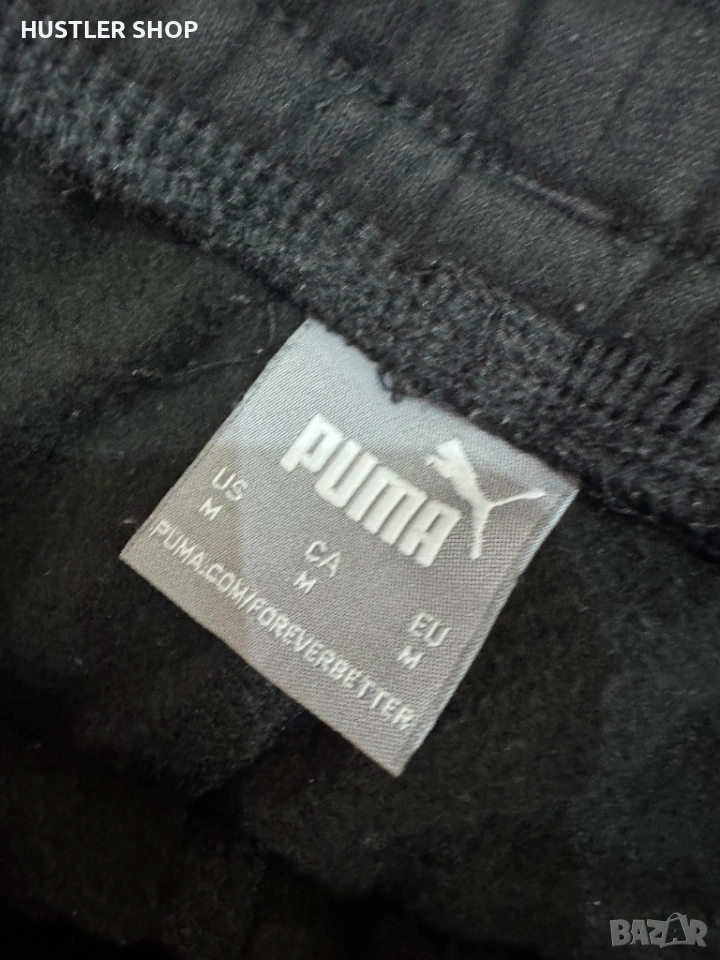 HUSTLER SHOP
PUMA
US CA EU
M M M
PUMA.COM/FOREVERBETTER
BAZAR